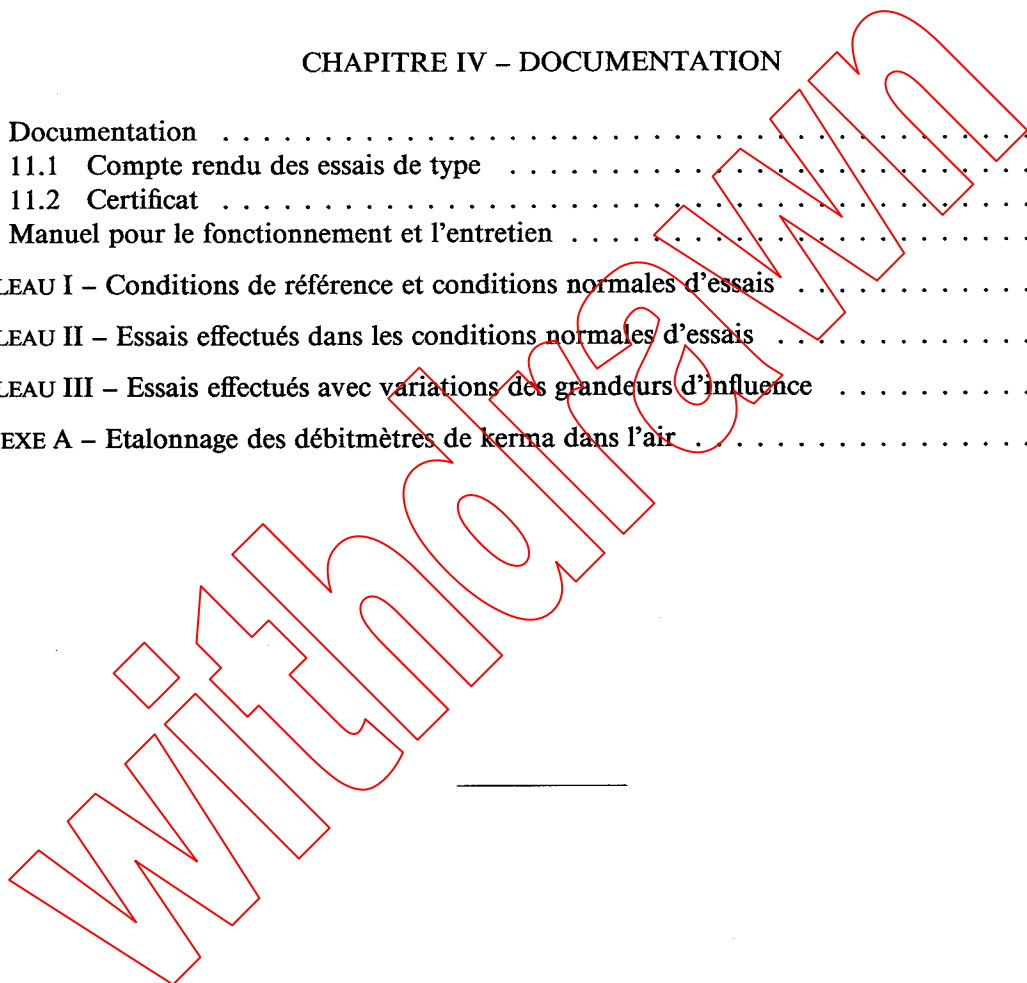 CHAPITRE IV – DOCUMENTATION
Documentation . . . . . . . . . . . . . . . . . . . . . . . . . . . . . .
11.1 Compte rendu des essais de type . . . . . . . . . . . . . . . . . . .
11.2 Certificat . . . . . . . . . . . . . . . . . . . . . . . . . . . . . .
Manuel pour le fonctionnement et l'entretien . . . . . . . . . . . . . . . . .
LEAU I – Conditions de référence et conditions normales d'essais . . . . . . . . .
LEAU II – Essais effectués dans les conditions normales d'essais . . . . . . . . . .
LEAU III – Essais effectués avec variations des grandeurs d'influence . . . . . . .
EXE A – Etalonnage des débitmètres de kerma dans l'air . . . . . . . . . . . . .
withdrawn